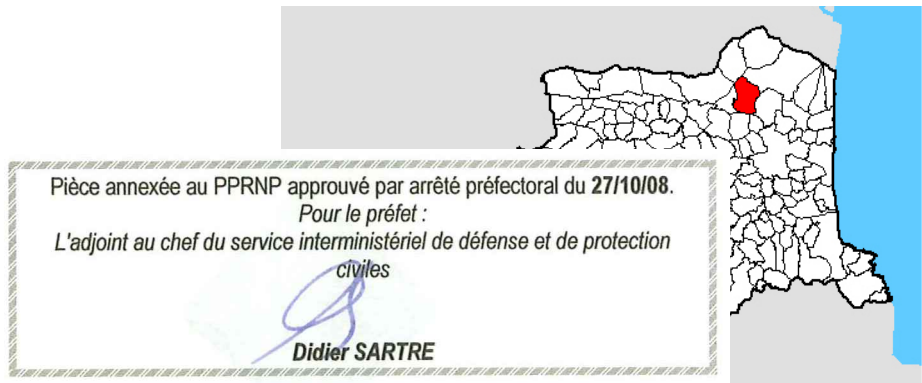 Pièce annexée au PPRNP approuvé par arrêté préfectoral du 27/10/08.
Pour le préfet :
L'adjoint au chef du service interministériel de défense et de protection
civiles
Didier SARTRE